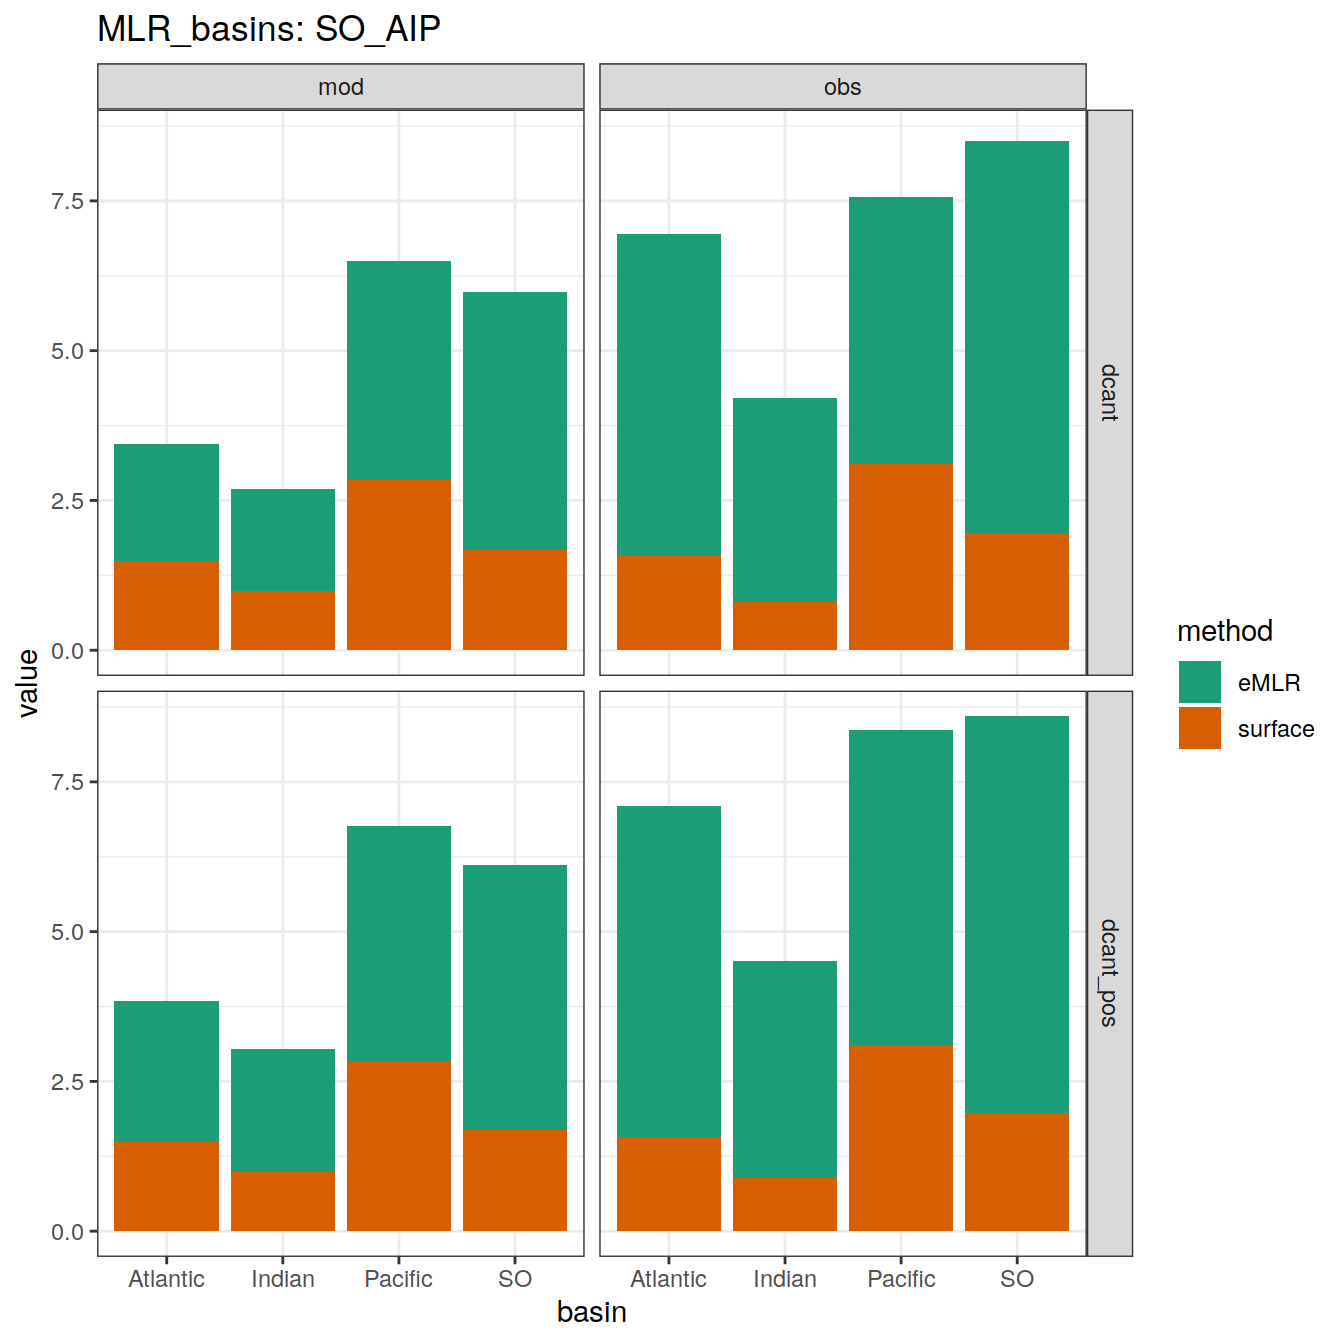 MLR_basins: SO_AIP
mod
obs
7.5
5.0
2.5
0.0
dcant
value
7.5
5.0
2.5
0.0
dcant_pos
method
eMLR
surface
Atlantic Indian Pacific SO
Atlantic Indian Pacific SO
basin